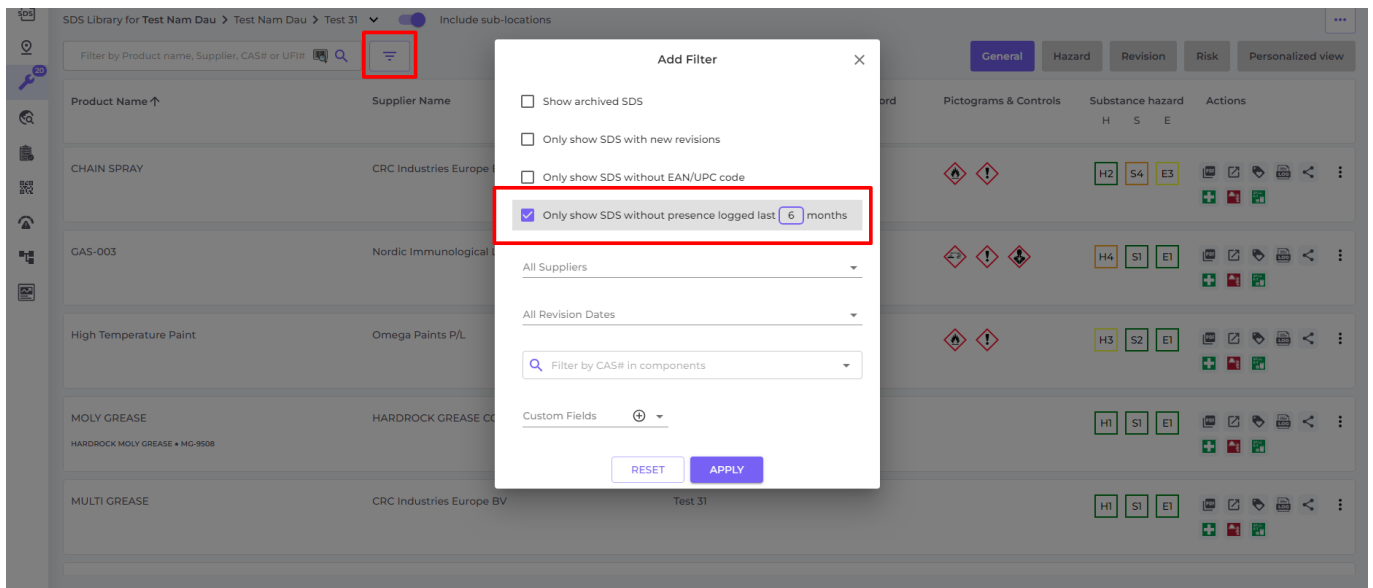 SDS
SDS Library for Test Nam Dau > Test Nam Dau > Test 31
Include sub-locations
20
Filter by Product name, Supplier, CAS# or UFI#
General
Hazard
Revision
Risk
Personalized view
Add Filter
Product Name
Supplier Name
ord
Pictograms & Controls
Substance hazard
Actions
H S E
Show archived SDS
Only show SDS with new revisions
Only show SDS without EAN/UPC code
Only show SDS without presence logged last 6 months
All Suppliers
All Revision Dates
Filter by CAS# in components
Custom Fields
RESET
APPLY
CHAIN SPRAY
CRC Industries Europe
H2 S4 E3
GAS-003
Nordic Immunological
H4 S1 E1
High Temperature Paint
Omega Paints P/L
H3 S2 E1
MOLY GREASE
HARDROCK GREASE CO
H1 S1 E1
HARDROCK MOLY GREASE • MG-9508
MULTI GREASE
CRC Industries Europe BV
Test 31
H1 S1 E1